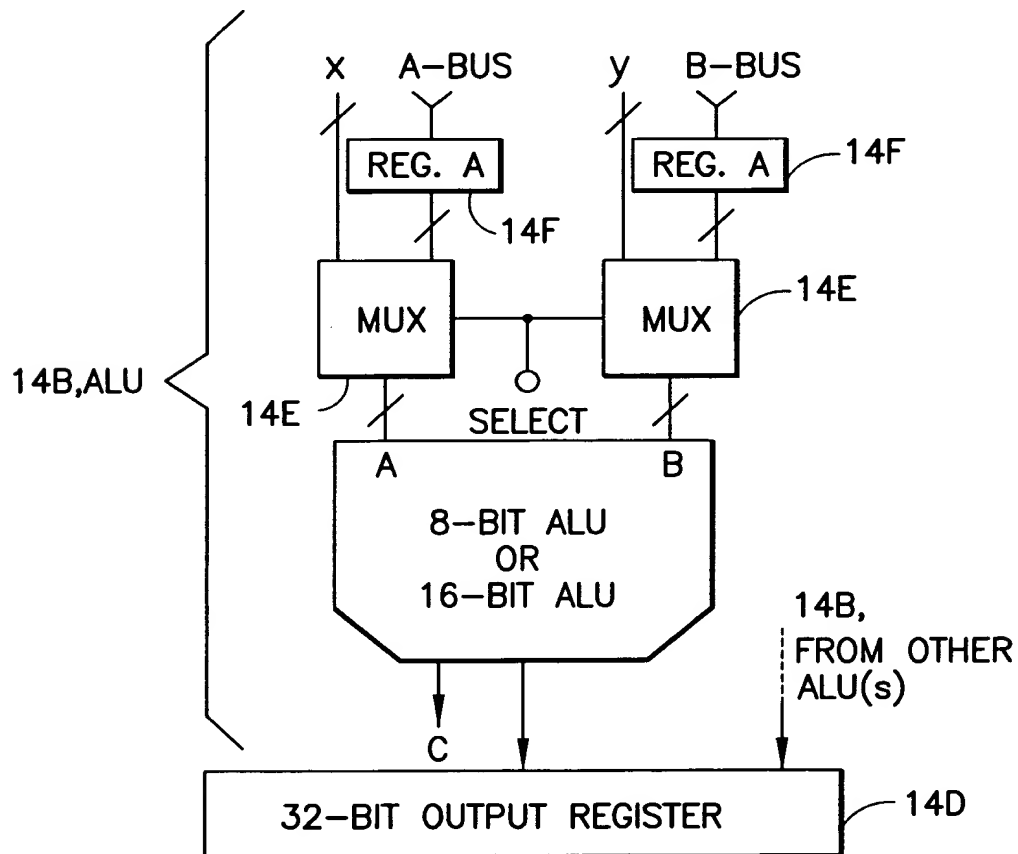 x A-BUS y B-BUS
REG. A REG. A 14F
14F
MUX MUX 14E
14B,ALU
14E SELECT
A B
8-BIT ALU
OR
16-BIT ALU
14B,
FROM OTHER
ALU(s)
C
32-BIT OUTPUT REGISTER 14D